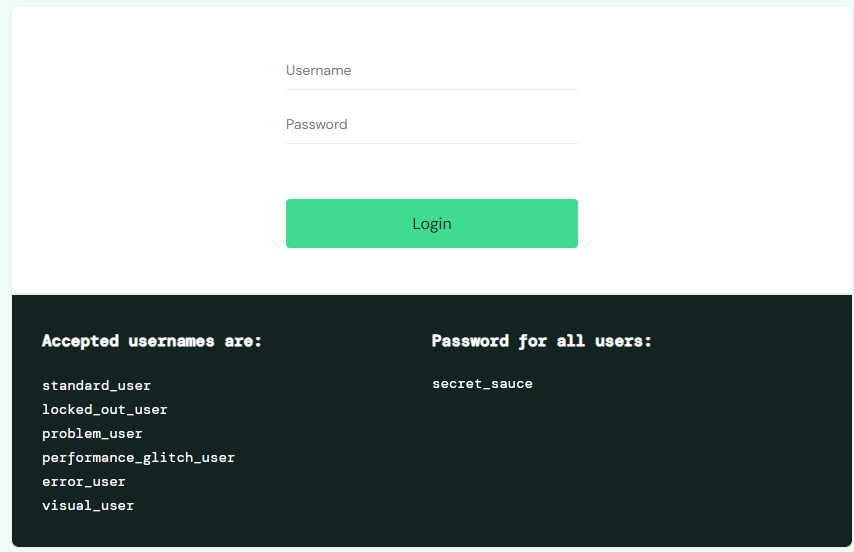 Username
Password
Login
Accepted usernames are:
standard_user
locked_out_user
problem_user
performance_glitch_user
error_user
visual_user
Password for all users:
secret_sauce